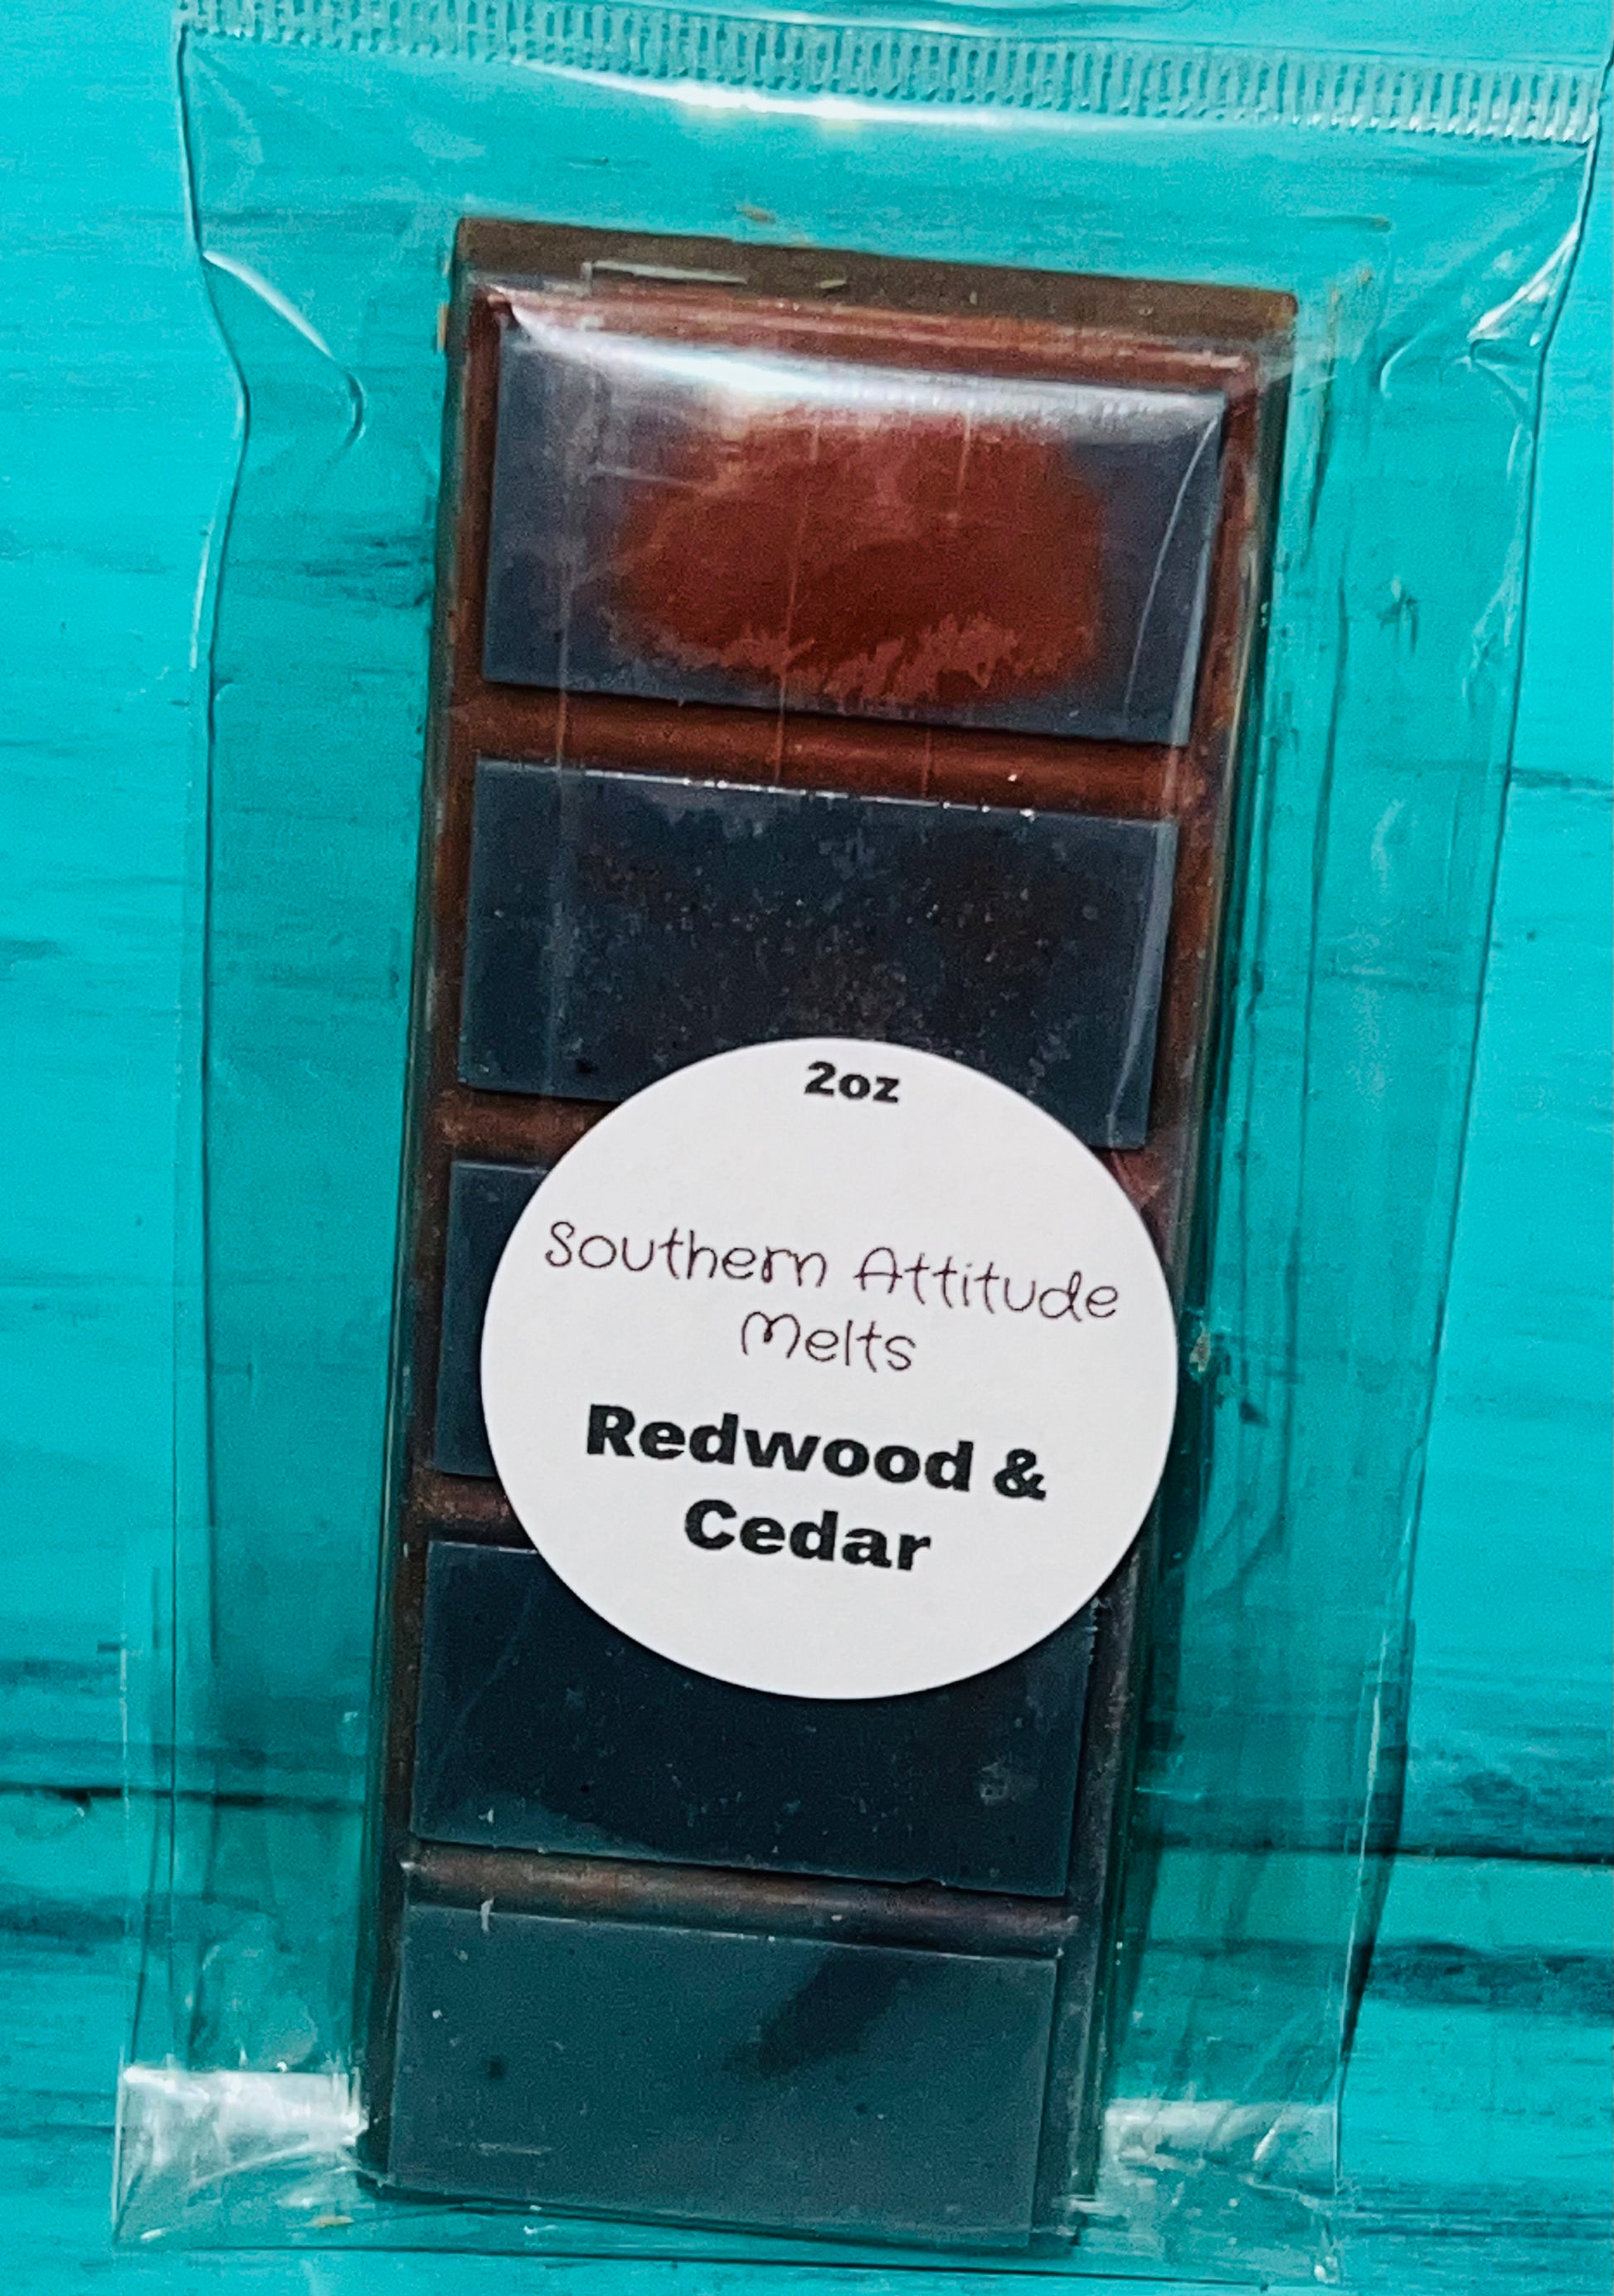 2oz
Southern Attitude
Melts
Redwood &
Cedar